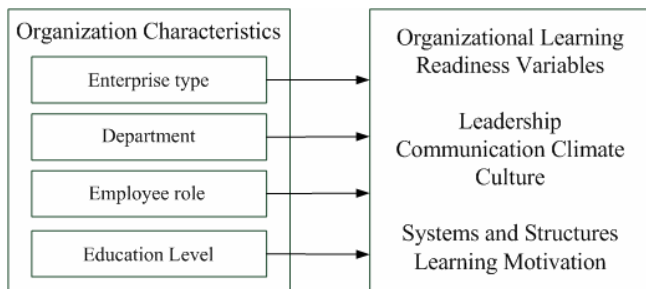 Organization Characteristics
Enterprise type
Department
Employee role
Education Level
Organizational Learning
Readiness Variables
Leadership
Communication Climate
Culture
Systems and Structures
Learning Motivation